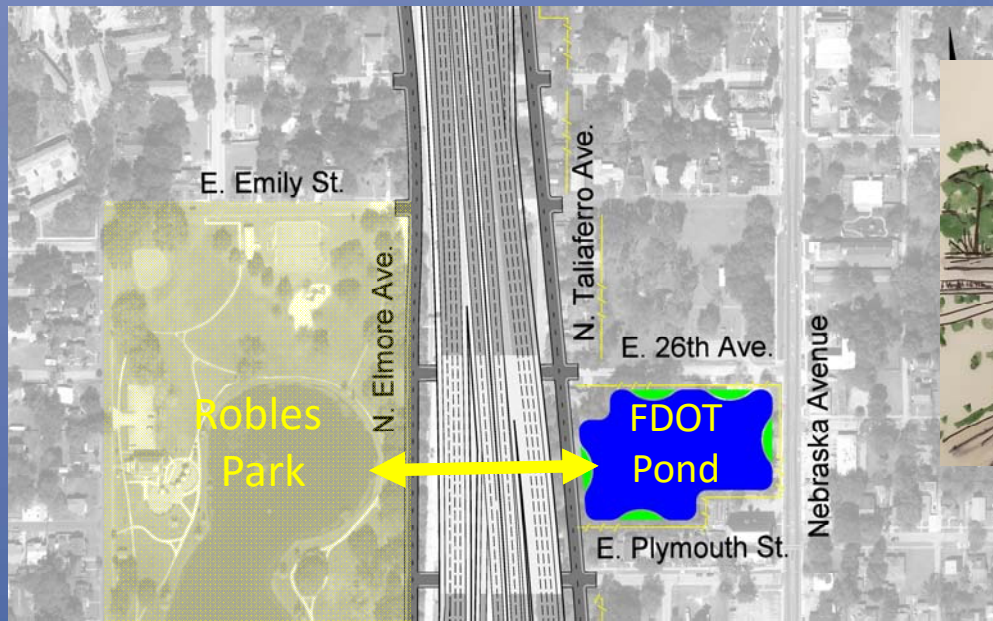 E. Emily St.
N. Elmore Ave.
N. Taliaferro Ave.
E. 26th Ave.
Nebraska Avenue
Robles
Park
FDOT
Pond
E. Plymouth St.